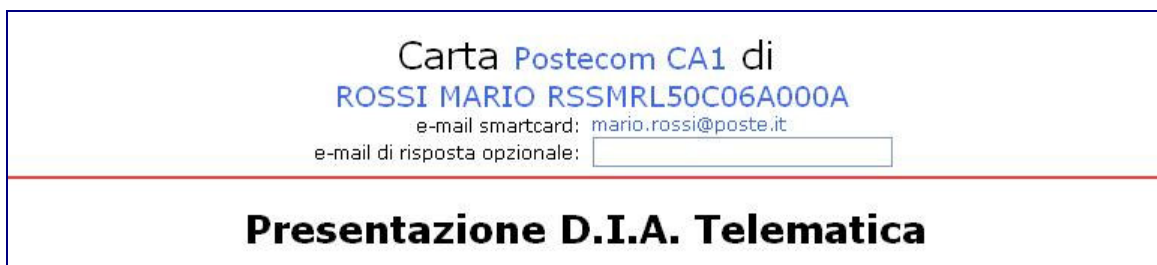 Carta Postecom CA1 di
ROSSI MARIO RSSMRL50C06A000A
e-mail smartcard: mario.rossi@poste.it
e-mail di risposta opzionale:
Presentazione D.I.A. Telematica